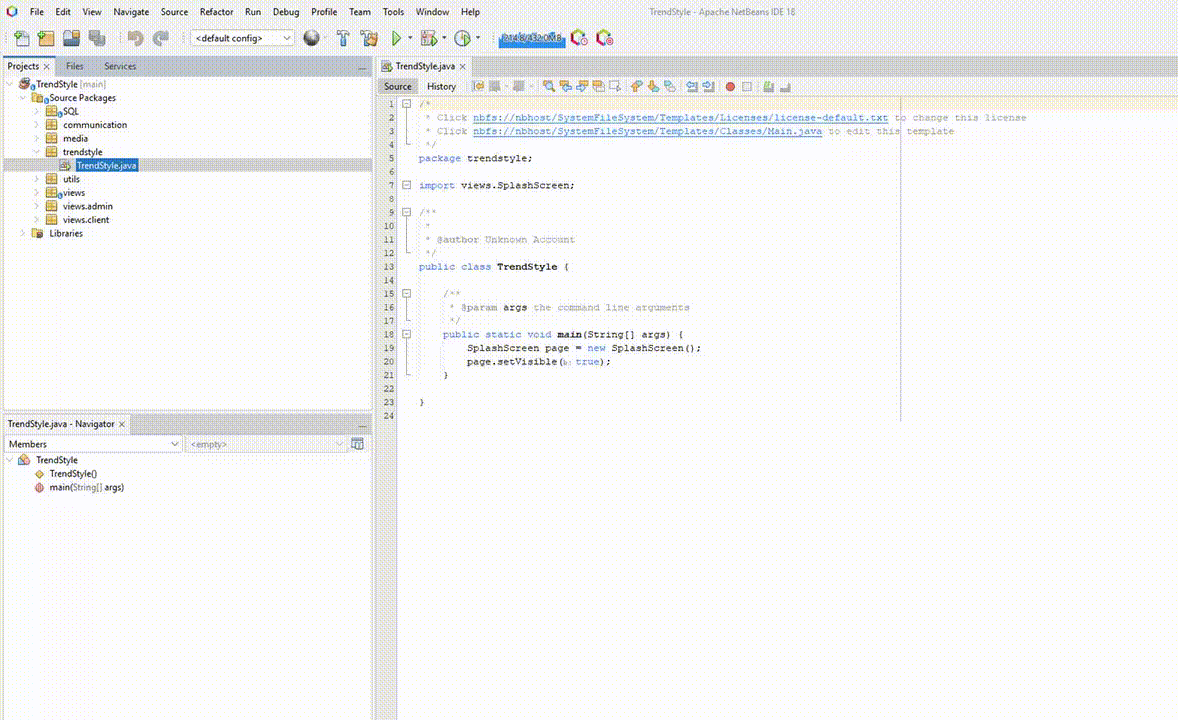 File Edit View Navigate Source Refactor Run Debug Profile Team Tools Window Help
TrendStyle - Apache NetBeans IDE 18
<default config>
Projects Files Services
TrendStyle [main]
Source Packages
SQL
communication
media
trendstyle
TrendStyle.java
utils
views
views.admin
views.client
Libraries
TrendStyle.java - Navigator
Members
<empty>
TrendStyle
TrendStyle()
main(String[] args)
TrendStyle.java
Source History
1 /*
2 * Click nbfs://nbhost/SystemFileSystem/Templates/Licenses/license-default.txt to change this license
3 * Click nbfs://nbhost/SystemFileSystem/Templates/Classes/Main.java to edit this template
4 */
5 package trendstyle;
6
7 import views.SplashScreen;
8
9 /**
10 *
11 * @author Unknown Account
12 */
13 public class TrendStyle {
14
15 /**
16 * @param args the command line arguments
17 */
18 public static void main(String[] args) {
19 SplashScreen page = new SplashScreen();
20 page.setVisible(b: true);
21 }
22
23 }
24